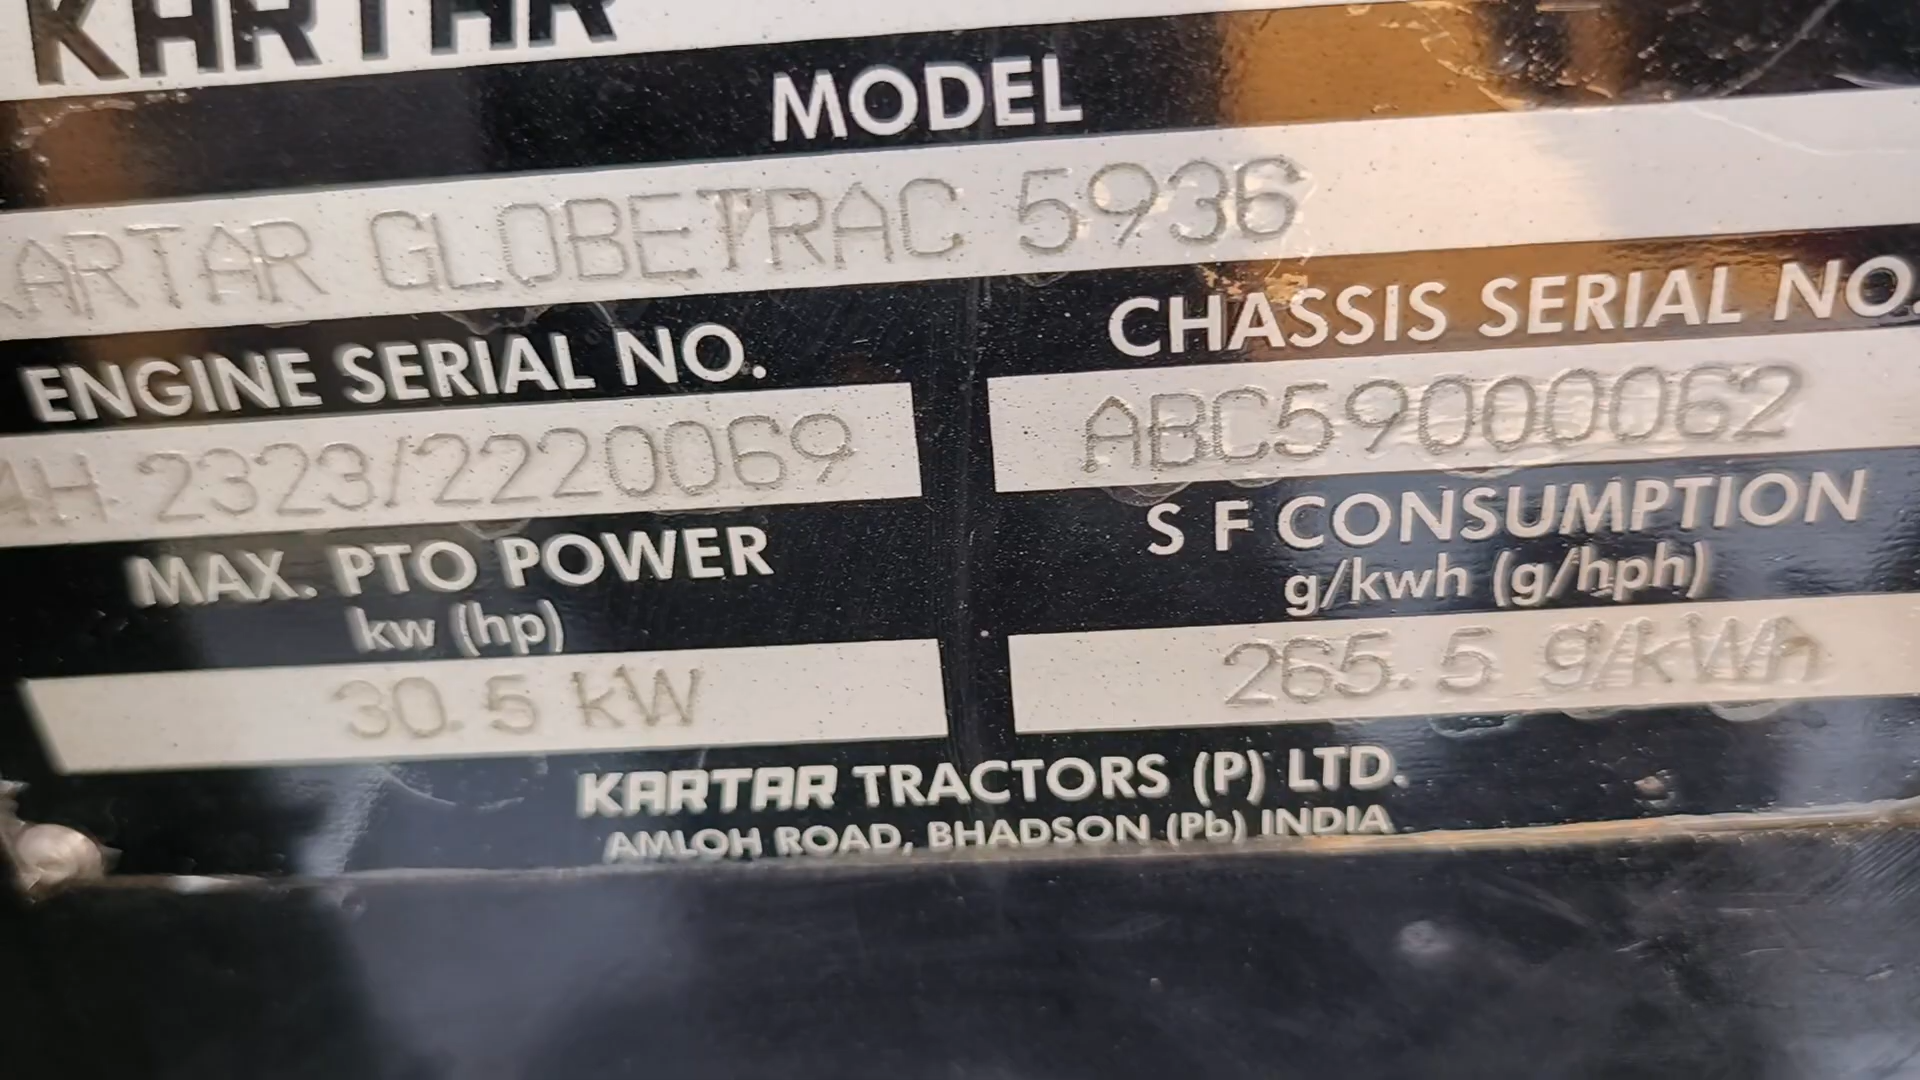 KARTAR
MODEL
KARTAR GLOBETRAC 5936
ENGINE SERIAL NO.
CHASSIS SERIAL NO.
4H 2323/2220069
ABC59000062
MAX. PTO POWER
kw (hp)
S F CONSUMPTION
g/kwh (g/hph)
30.5 kW
265.5 g/kWh
KARTAR TRACTORS (P) LTD.
AMLOH ROAD, BHADSON (Pb) INDIA